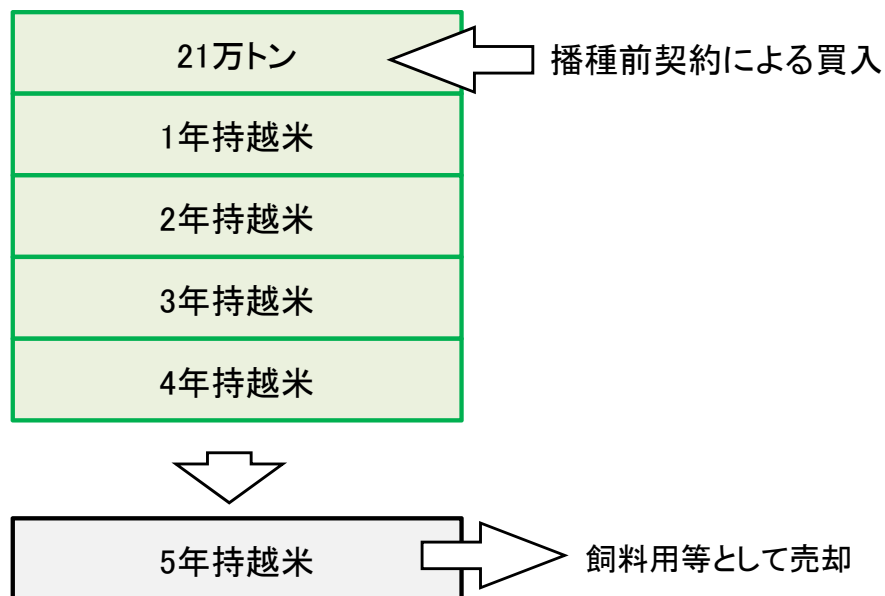 21万トン
播種前契約による買入
1年持越米
2年持越米
3年持越米
4年持越米
5年持越米
飼料用等として売却